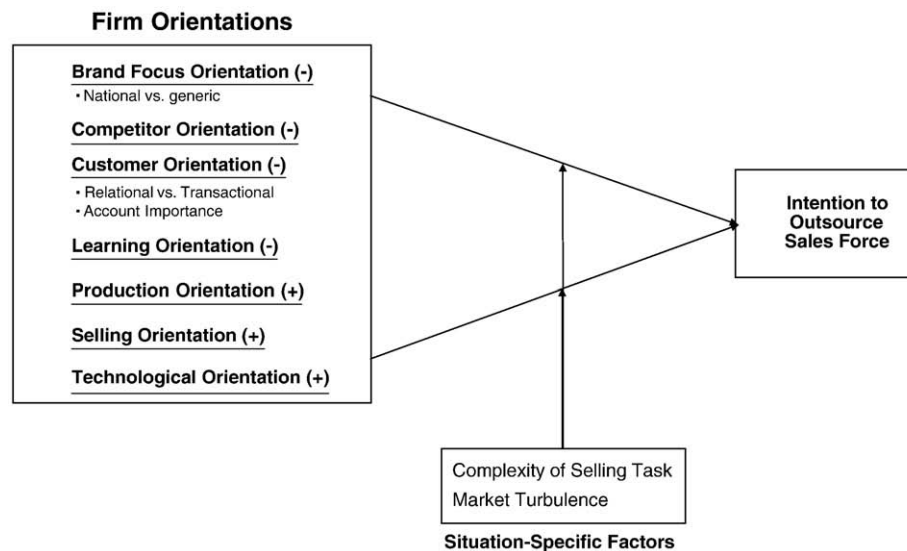 Firm Orientations
Brand Focus Orientation (-)
• National vs. generic
Competitor Orientation (-)
Customer Orientation (-)
• Relational vs. Transactional
• Account Importance
Learning Orientation (-)
Production Orientation (+)
Selling Orientation (+)
Technological Orientation (+)
Intention to
Outsource
Sales Force
Complexity of Selling Task
Market Turbulence
Situation-Specific Factors